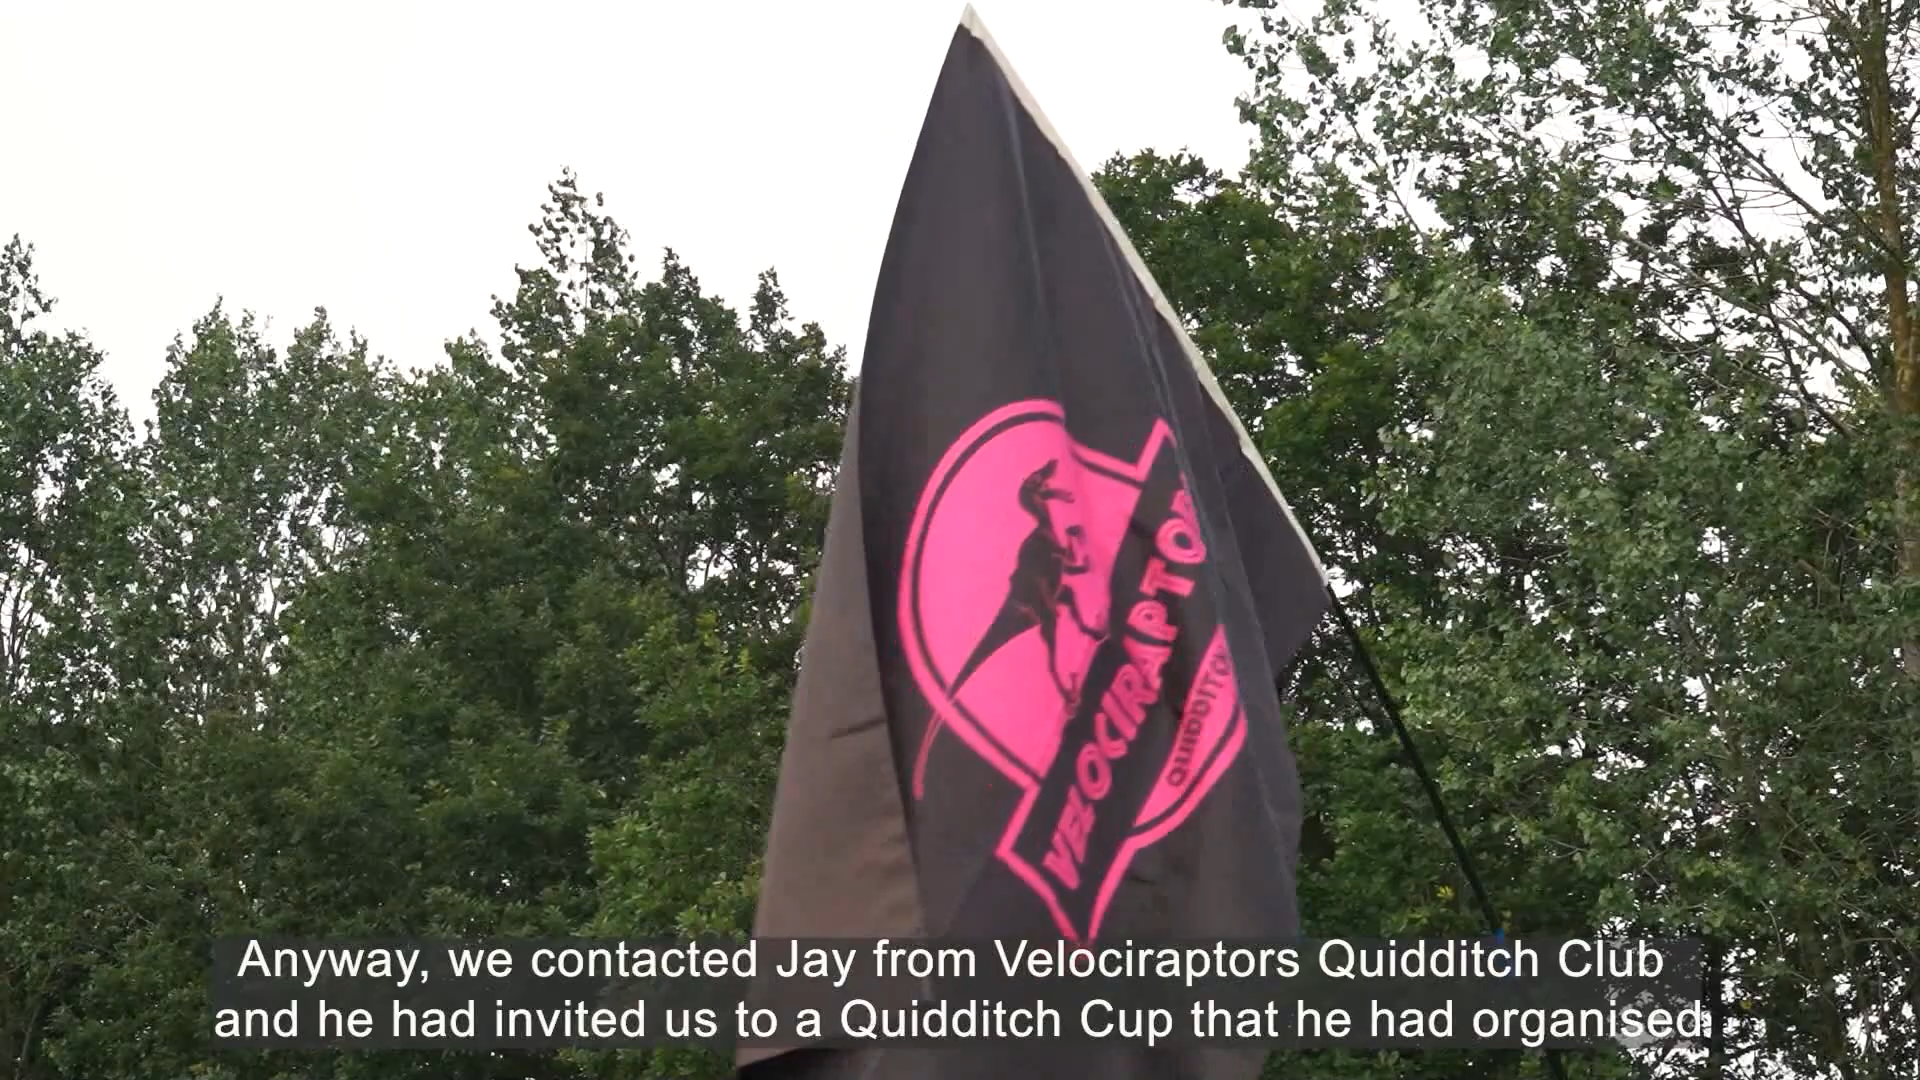 VELOCIRAPTOR
QUIDDITCH
Anyway, we contacted Jay from Velociraptors Quidditch Club
and he had invited us to a Quidditch Cup that he had organised.